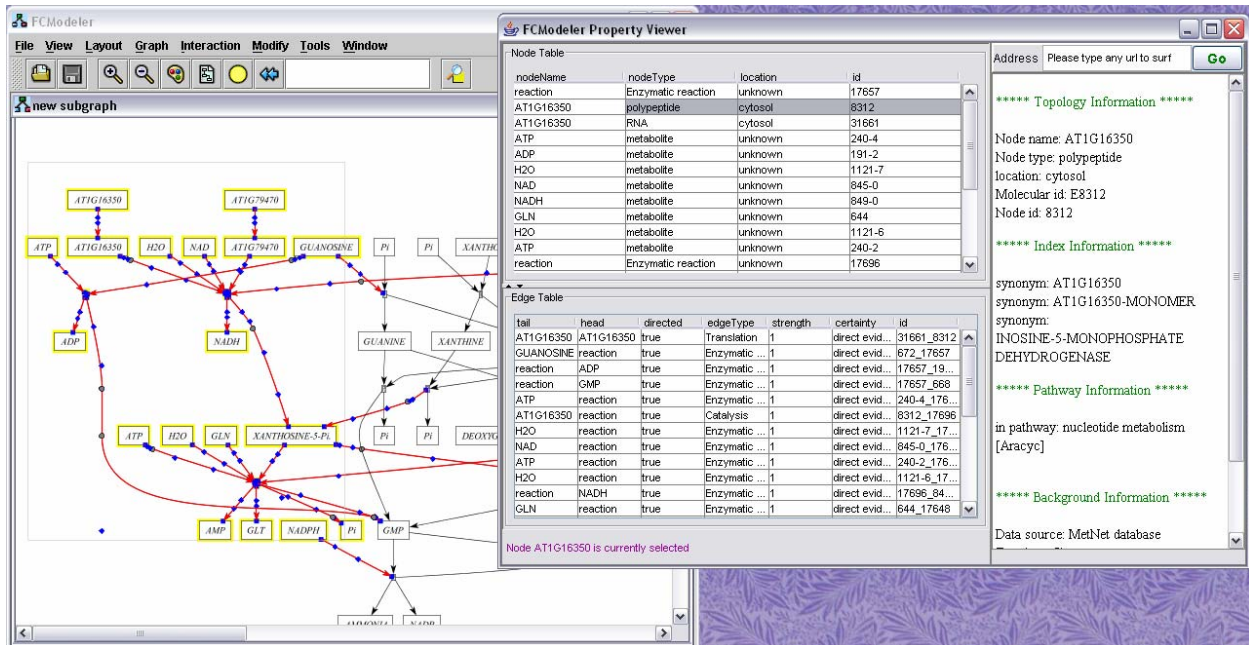 FCModeler
File View Layout Graph Interaction Modify Tools Window
new subgraph
AT1G16350 AT1G79470
ATP AT1G16350 H2O NAD AT1G79470 GUANOSINE Pi Pi XANTHO
ADP NADH GUANINE XANTHINE
ATP H2O GLN XANTHOSINE-5-Pi. Pi Pi DEOXYG
AMP GLT NADPH Pi GMP
AMMONIA NADP
FCModeler Property Viewer
Node Table
nodeName nodeType location id
reaction Enzymatic reaction unknown 17657
AT1G16350 polypeptide cytosol 8312
AT1G16350 RNA cytosol 31661
ATP metabolite unknown 240-4
ADP metabolite unknown 191-2
H2O metabolite unknown 1121-7
NAD metabolite unknown 845-0
NADH metabolite unknown 849-0
GLN metabolite unknown 644
H2O metabolite unknown 1121-6
ATP metabolite unknown 240-2
reaction Enzymatic reaction unknown 17696
Edge Table
tail head directed edgeType strength certainty id
AT1G16350 AT1G16350 true Translation 1 direct evid... 31661_8312
GUANOSINE reaction true Enzymatic ... 1 direct evid... 672_17657
reaction ADP true Enzymatic ... 1 direct evid... 17657_19...
reaction GMP true Enzymatic ... 1 direct evid... 17657_668
ATP reaction true Enzymatic ... 1 direct evid... 240-4_176...
AT1G16350 reaction true Catalysis 1 direct evid... 8312_17696
H2O reaction true Enzymatic ... 1 direct evid... 1121-7_17...
NAD reaction true Enzymatic ... 1 direct evid... 845-0_176...
ATP reaction true Enzymatic ... 1 direct evid... 240-2_176...
H2O reaction true Enzymatic ... 1 direct evid... 1121-6_17...
reaction NADH true Enzymatic ... 1 direct evid... 17696_84...
GLN reaction true Enzymatic ... 1 direct evid... 644_17648
Node AT1G16350 is currently selected
Address Please type any url to surf Go
***** Topology Information *****
Node name: AT1G16350
Node type: polypeptide
location: cytosol
Molecular id: E8312
Node id: 8312
***** Index Information *****
synonym: AT1G16350
synonym: AT1G16350-MONOMER
synonym:
INOSINE-5-MONOPHOSPHATE
DEHYDROGENASE
***** Pathway Information *****
in pathway: nucleotide metabolism
[Aracyc]
***** Background Information *****
Data source: MetNet database